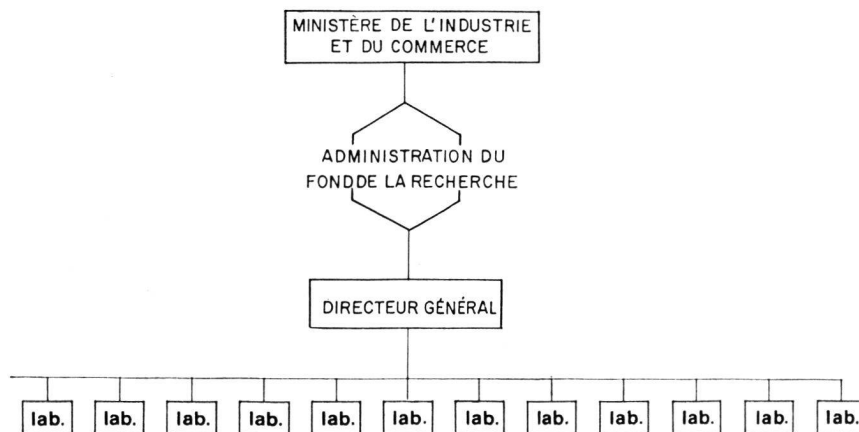 MINISTÈRE DE L'INDUSTRIE
ET DU COMMERCE
ADMINISTRATION DU
FONDDE LA RECHERCHE
DIRECTEUR GÉNÉRAL
lab. lab. lab. lab. lab. lab. lab. lab. lab. lab. lab. lab.